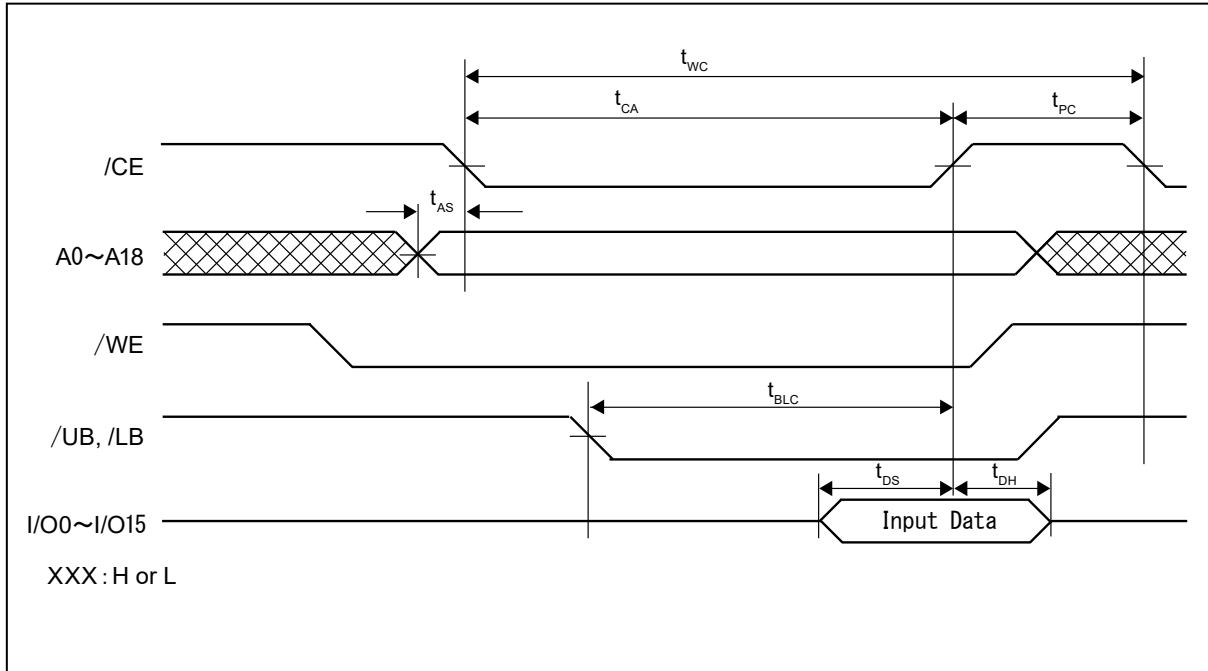 tWC
tCA
tPC
/CE
tAS
A0～A18
/WE
tBLC
/UB, /LB
tDS
tDH
I/O0～I/O15
Input Data
XXX : H or L